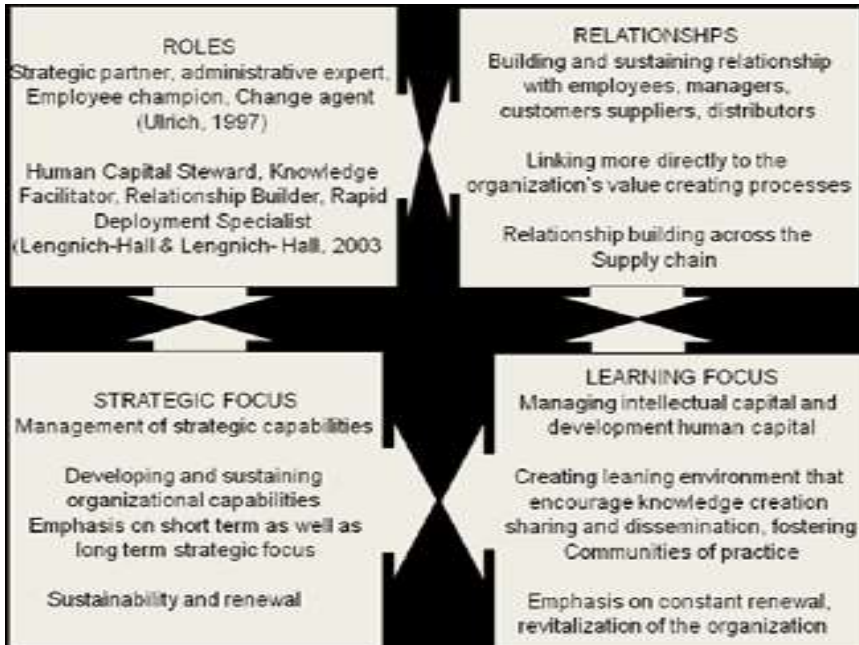 ROLES
Strategic partner, administrative expert,
Employee champion, Change agent
(Ulrich, 1997)
Human Capital Steward, Knowledge
Facilitator, Relationship Builder, Rapid
Deployment Specialist
(Lengnich-Hall & Lengnich- Hall, 2003
RELATIONSHPS
Building and sustaining relationship
with employees, managers,
customers suppliers, distributors
Linking more directly to the
organization's value creating processes
Relationship building across the
Supply chain
STRATEGIC FOCUS
Management of strategic capabilities
Developing and sustaining
organizational capabilities
Emphasis on short term as well as
long term strategic focus
Sustainability and renewal
LEARNING FOCUS
Managing intellectual capital and
development human capital
Creating leaning environment that
encourage knowledge creation
sharing and dissemination, fostering
Communities of practice
Emphasis on constant renewal,
revitalization of the organization